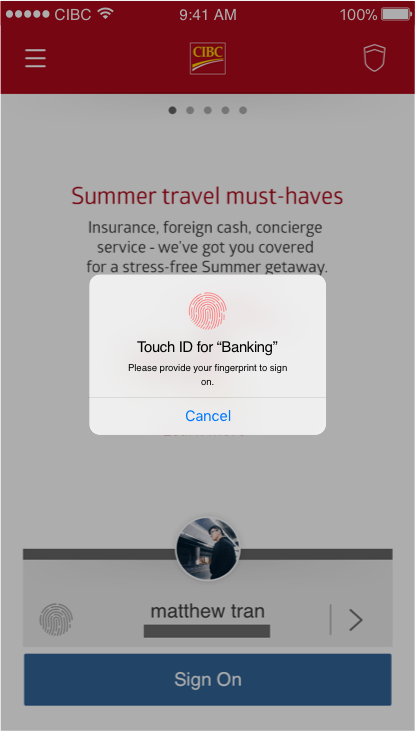 CIBC 9:41 AM 100%
CIBC
Summer travel must-haves
Insurance, foreign cash, concierge
service - we've got you covered
for a stress-free Summer getaway.
Touch ID for “Banking”
Please provide your fingerprint to sign
on.
Cancel
matthew tran
Sign On